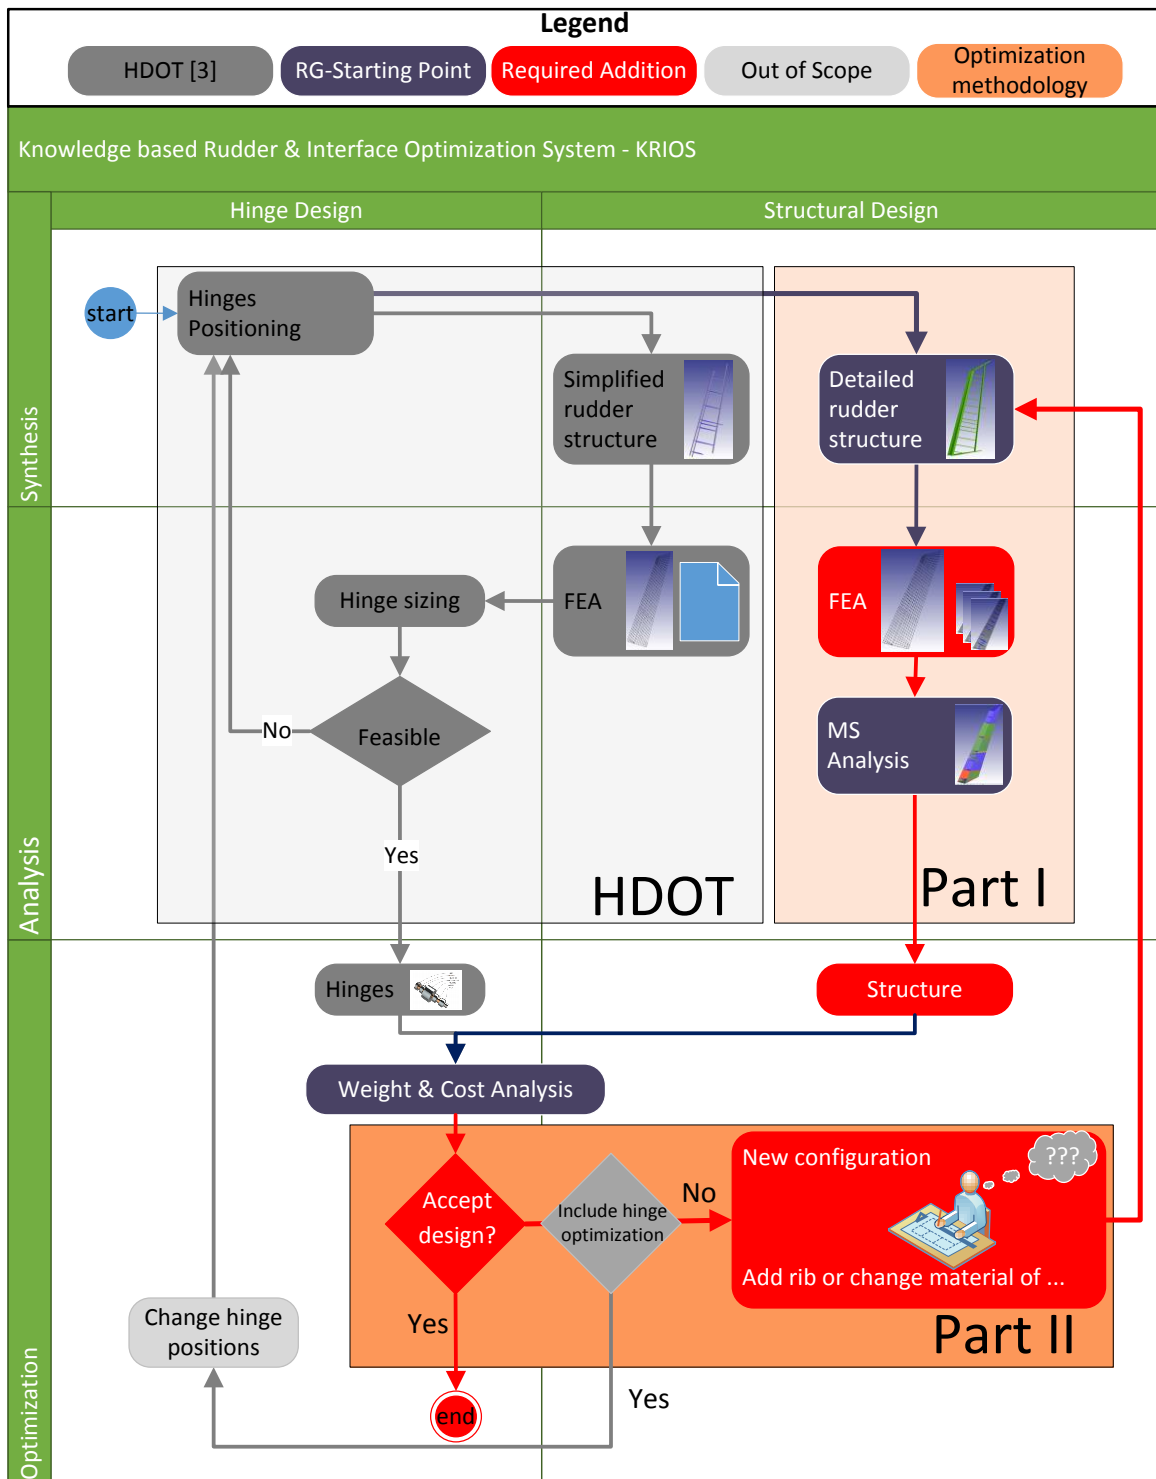 Legend
HDOT [3]
RG-Starting Point
Required Addition
Out of Scope
Optimization
methodology
Knowledge based Rudder & Interface Optimization System - KRIOS
Hinge Design
Structural Design
Synthesis
start
Hinges
Positioning
Simplified
rudder
structure
Detailed
rudder
structure
Analysis
Hinge sizing
FEA
FEA
Feasible
No
Yes
MS
Analysis
HDOT
Part I
Optimization
Hinges
Structure
Weight & Cost Analysis
Accept
design?
Include hinge
optimization
No
New configuration
???
Add rib or change material of ...
Yes
Part II
Change hinge
positions
Yes
end